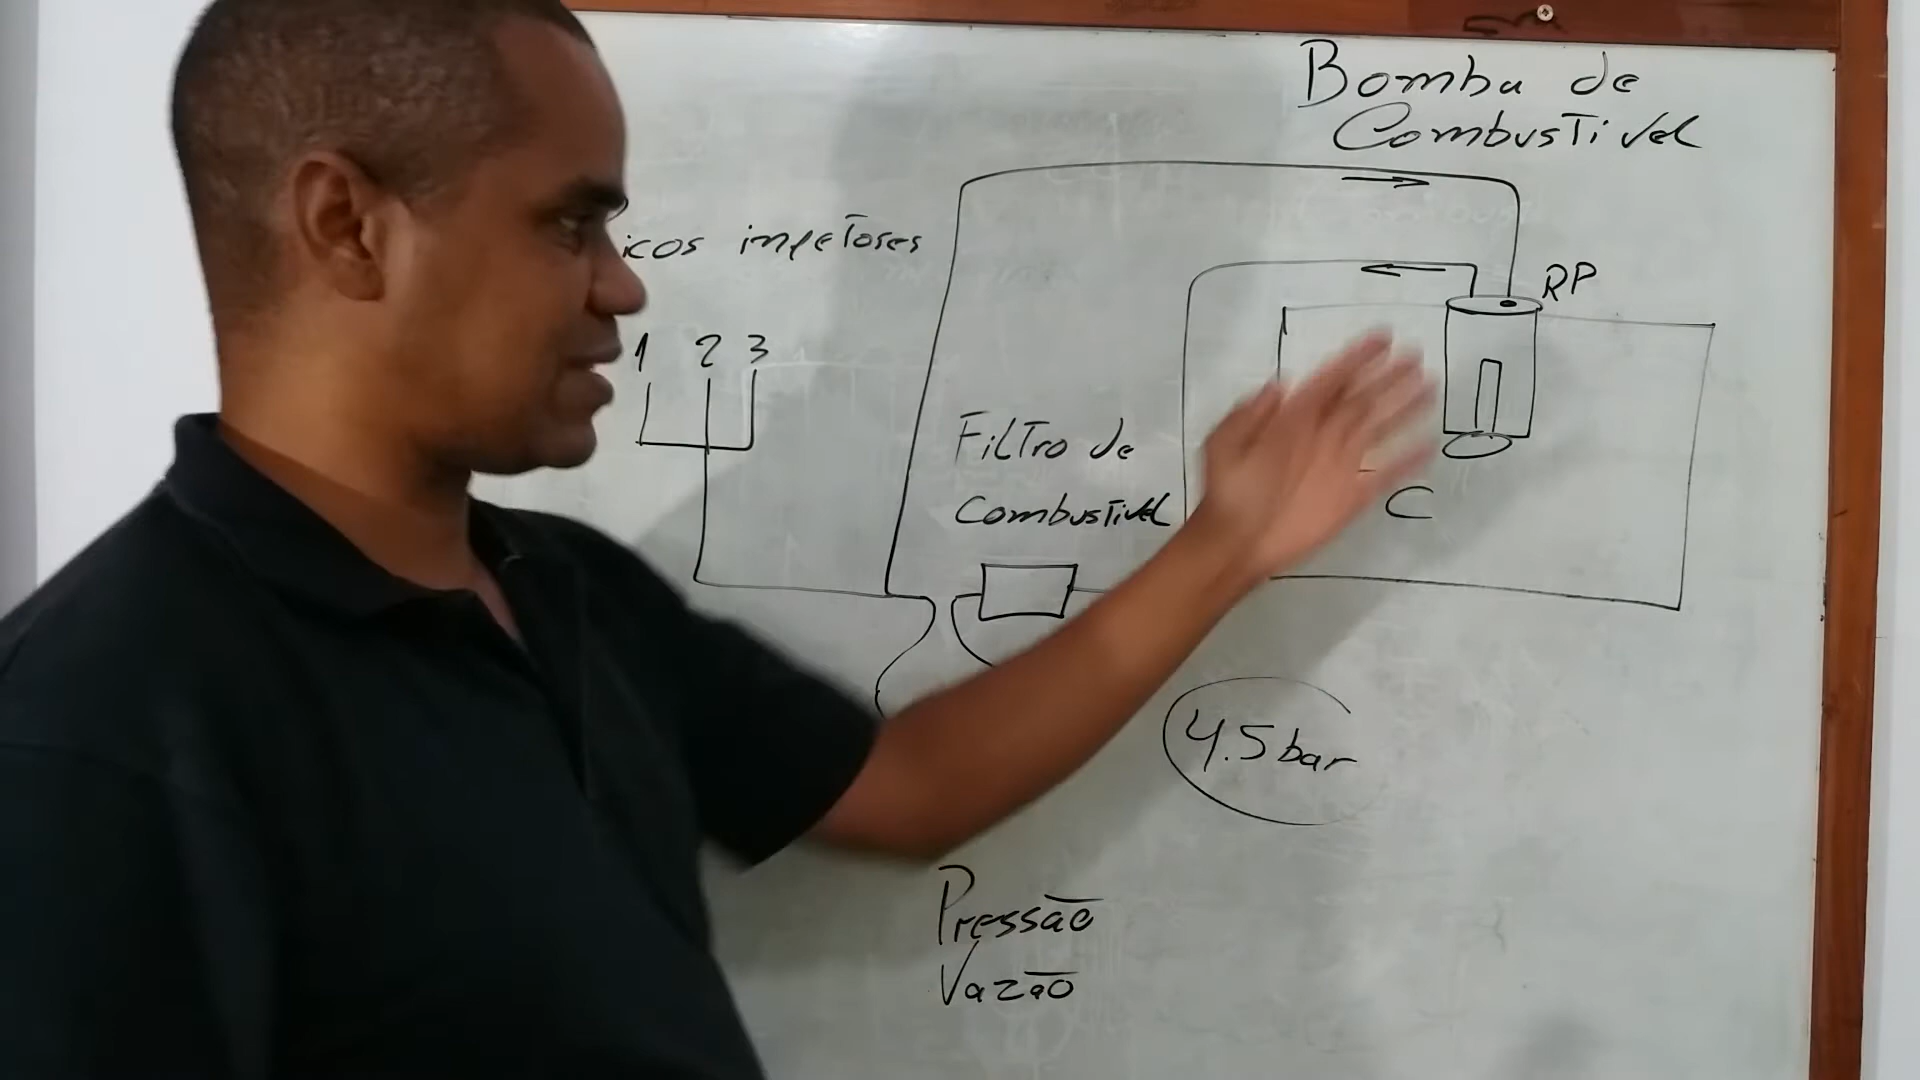 Bomba de
Combustivel
icos injetores
RP
1 2 3
Filtro de
Combustivel
C
4.5 bar
Pressão
Vazão